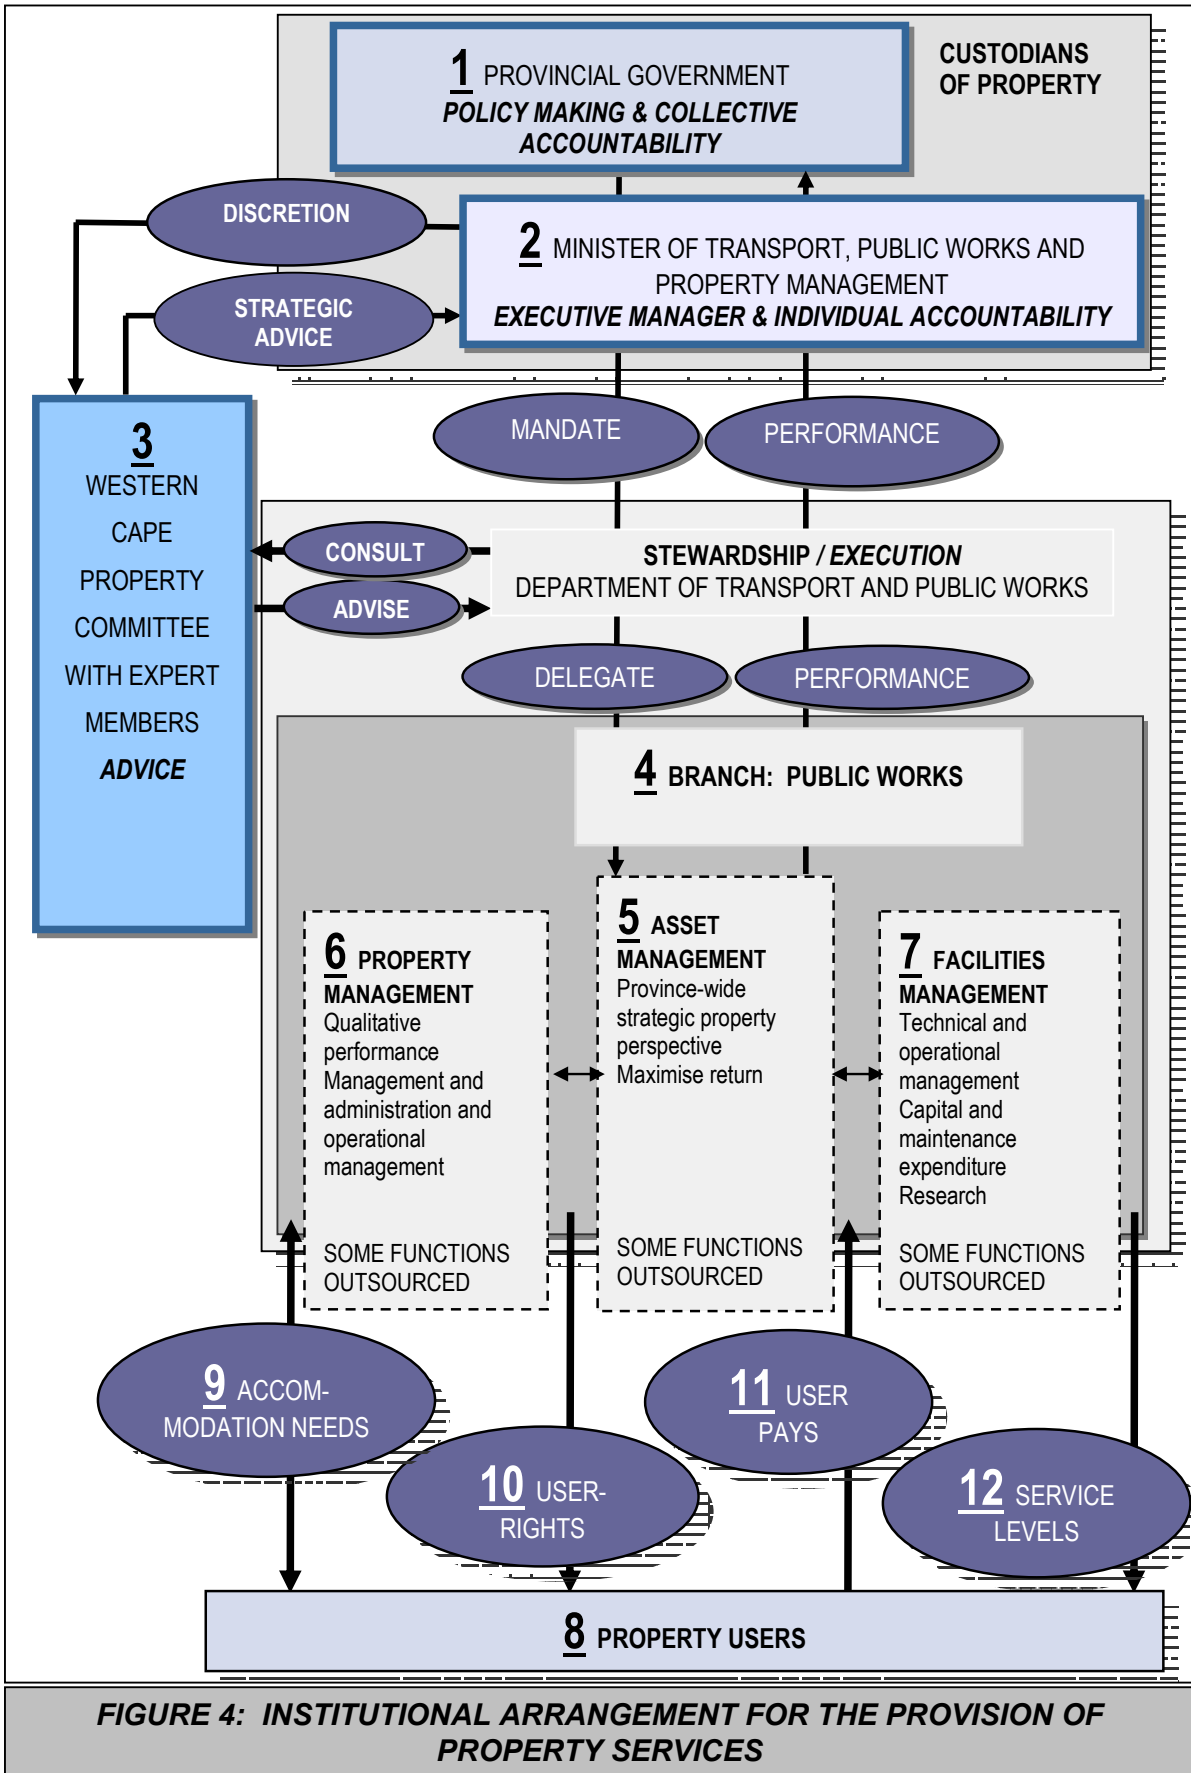 CUSTODIANS
OF PROPERTY
1 PROVINCIAL GOVERNMENT
POLICY MAKING & COLLECTIVE
ACCOUNTABILITY
DISCRETION
2 MINISTER OF TRANSPORT, PUBLIC WORKS AND
PROPERTY MANAGEMENT
EXECUTIVE MANAGER & INDIVIDUAL ACCOUNTABILITY
STRATEGIC
ADVICE
MANDATE
PERFORMANCE
3
WESTERN
CAPE
PROPERTY
COMMITTEE
WITH EXPERT
MEMBERS
ADVICE
CONSULT
ADVISE
STEWARDSHIP / EXECUTION
DEPARTMENT OF TRANSPORT AND PUBLIC WORKS
DELEGATE
PERFORMANCE
4 BRANCH: PUBLIC WORKS
6 PROPERTY
MANAGEMENT
Qualitative
performance
Management and
administration and
operational
management
SOME FUNCTIONS
OUTSOURCED
5 ASSET
MANAGEMENT
Province-wide
strategic property
perspective
Maximise return
SOME FUNCTIONS
OUTSOURCED
7 FACILITIES
MANAGEMENT
Technical and
operational
management
Capital and
maintenance
expenditure
Research
SOME FUNCTIONS
OUTSOURCED
9 ACCOM-
MODATION NEEDS
10 USER-
RIGHTS
11 USER
PAYS
12 SERVICE
LEVELS
8 PROPERTY USERS
FIGURE 4: INSTITUTIONAL ARRANGEMENT FOR THE PROVISION OF
PROPERTY SERVICES